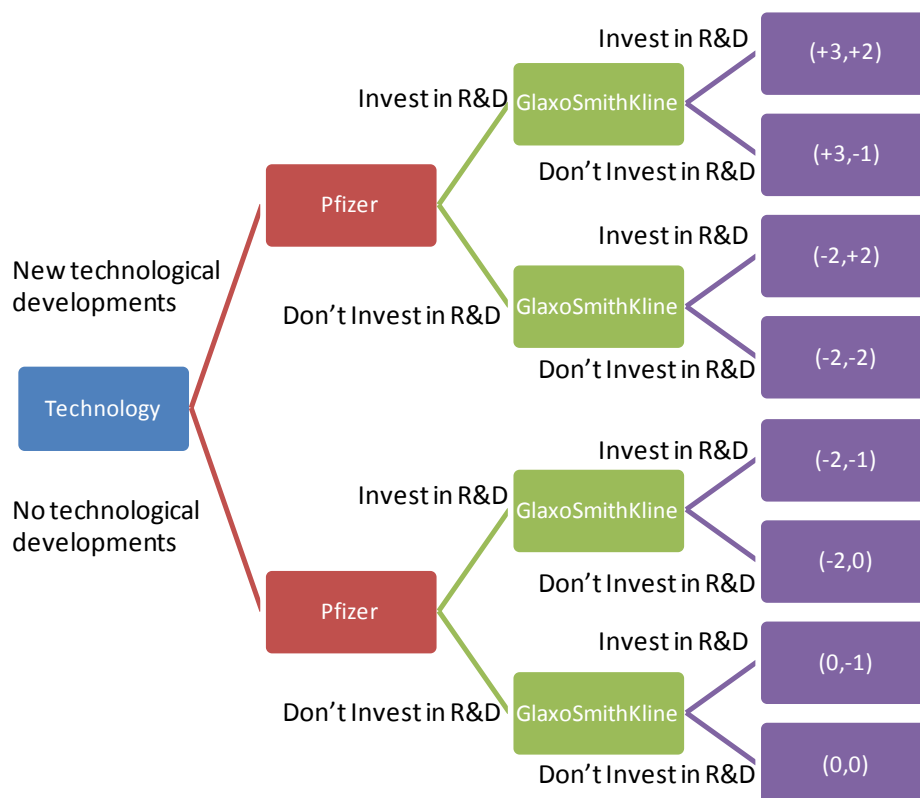 Invest in R&D
(+3,+2)
Invest in R&D
GlaxoSmithKline
Don't Invest in R&D
(+3,-1)
Pfizer
Invest in R&D
(-2,+2)
New technological
developments
Don't Invest in R&D
GlaxoSmithKline
Don't Invest in R&D
(-2,-2)
Technology
Invest in R&D
(-2,-1)
No technological
developments
Invest in R&D
GlaxoSmithKline
Don't Invest in R&D
(-2,0)
Pfizer
Invest in R&D
(0,-1)
Don't Invest in R&D
GlaxoSmithKline
Don't Invest in R&D
(0,0)